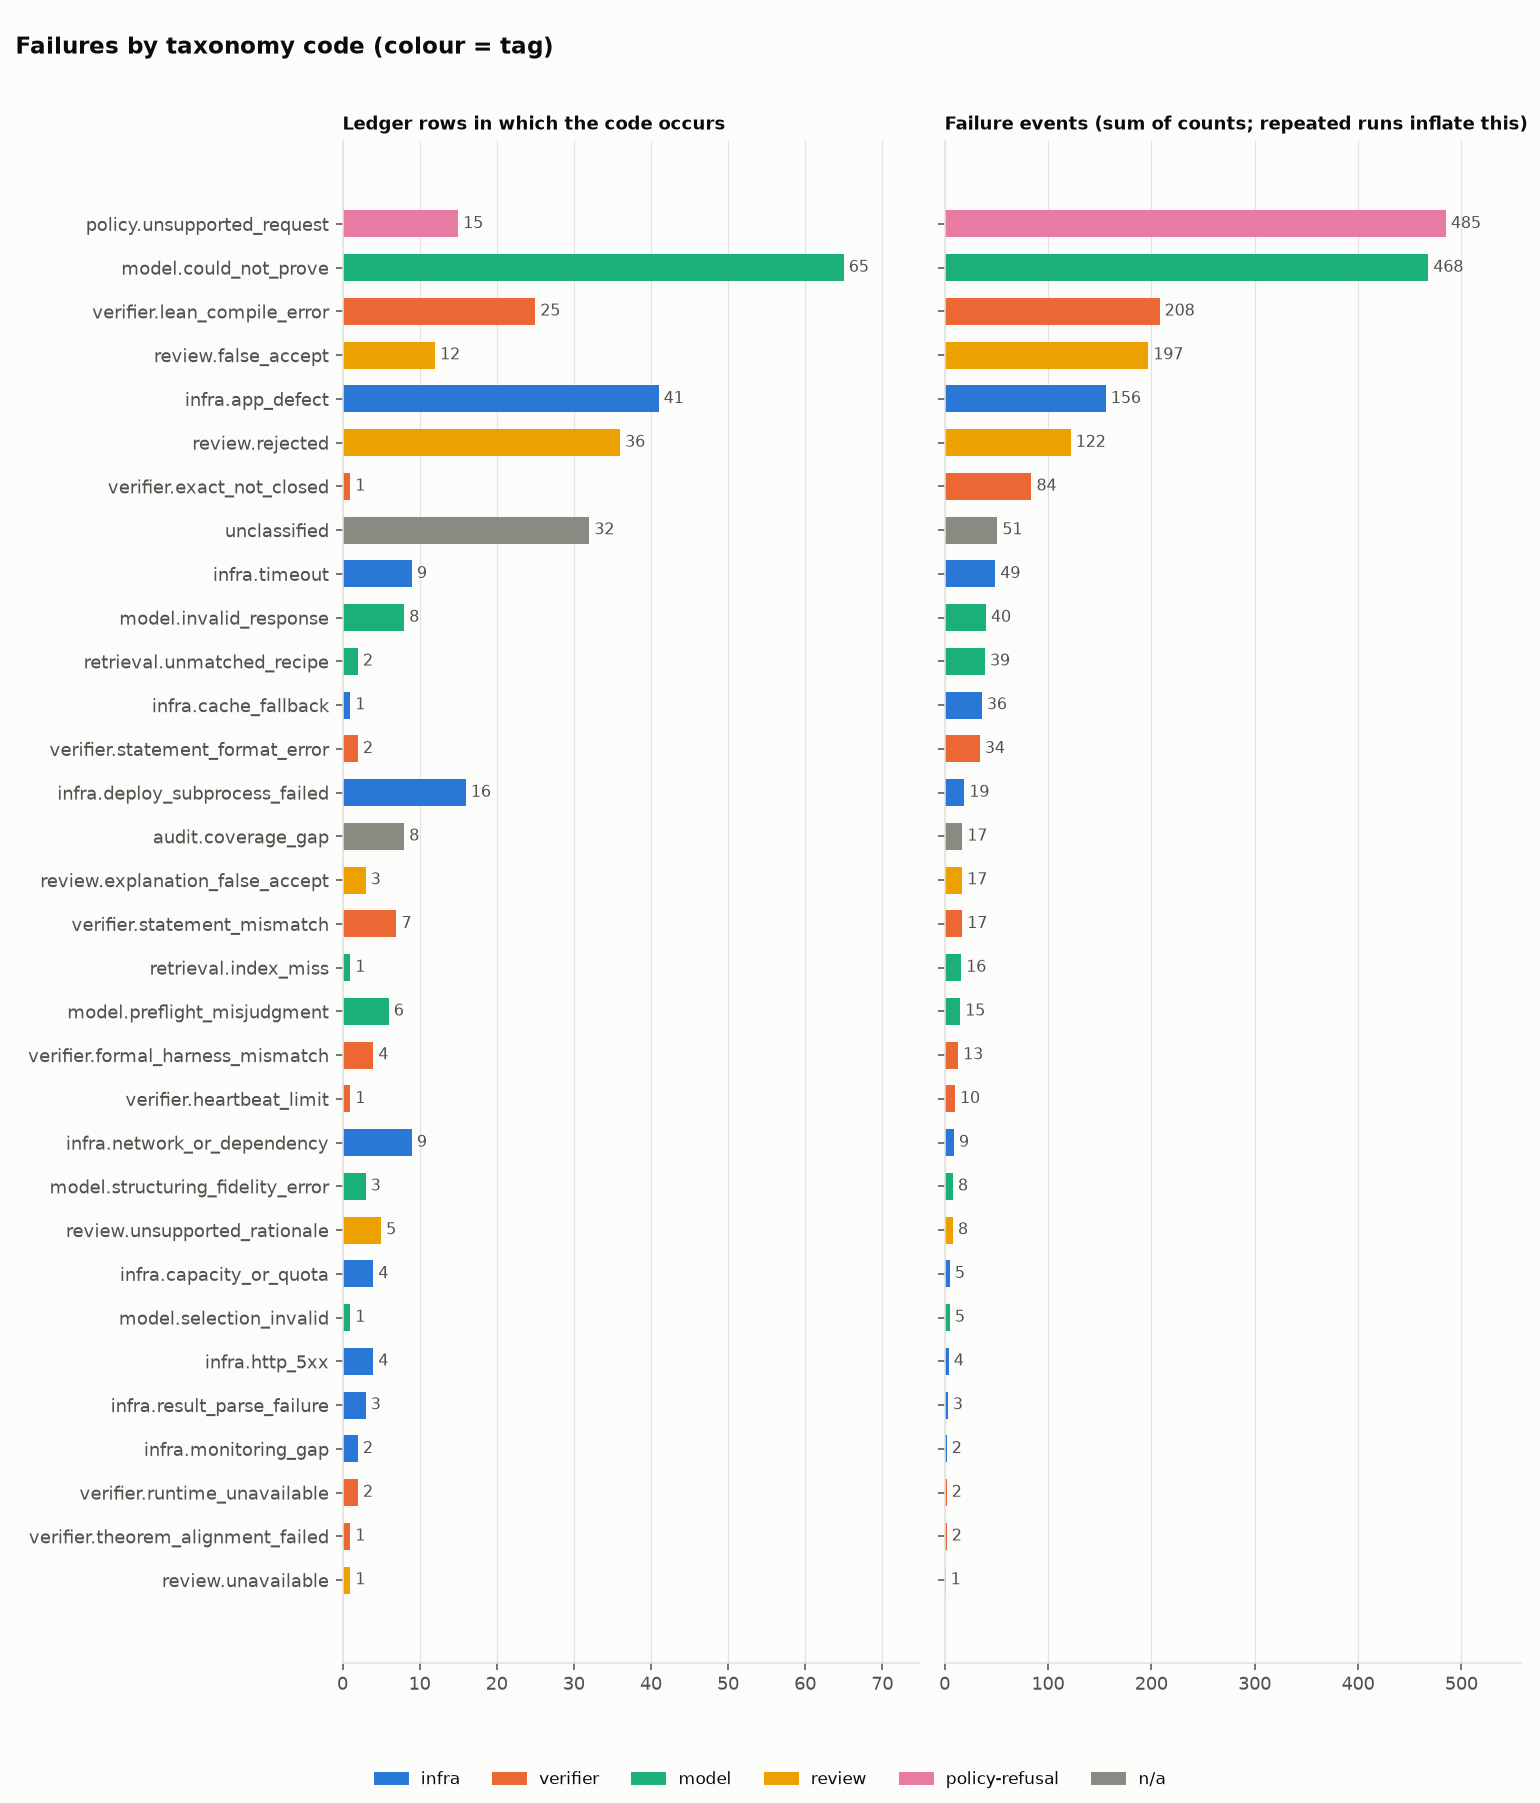 Failures by taxonomy code (colour = tag)
Ledger rows in which the code occurs
Failure events (sum of counts; repeated runs inflate this)
policy.unsupported_request 15 485
model.could_not_prove 65 468
verifier.lean_compile_error 25 208
review.false_accept 12 197
infra.app_defect 41 156
review.rejected 36 122
verifier.exact_not_closed 1 84
unclassified 32 51
infra.timeout 9 49
model.invalid_response 8 40
retrieval.unmatched_recipe 2 39
infra.cache_fallback 1 36
verifier.statement_format_error 2 34
infra.deploy_subprocess_failed 16 19
audit.coverage_gap 8 17
review.explanation_false_accept 3 17
verifier.statement_mismatch 7 17
retrieval.index_miss 1 16
model.preflight_misjudgment 6 15
verifier.formal_harness_mismatch 4 13
verifier.heartbeat_limit 1 10
infra.network_or_dependency 9 9
model.structuring_fidelity_error 3 8
review.unsupported_rationale 5 8
infra.capacity_or_quota 4 5
model.selection_invalid 1 5
infra.http_5xx 4 4
infra.result_parse_failure 3 3
infra.monitoring_gap 2 2
verifier.runtime_unavailable 2 2
verifier.theorem_alignment_failed 1 2
review.unavailable 1 1
0 10 20 30 40 50 60 70
0 100 200 300 400 500
infra verifier model review policy-refusal n/a